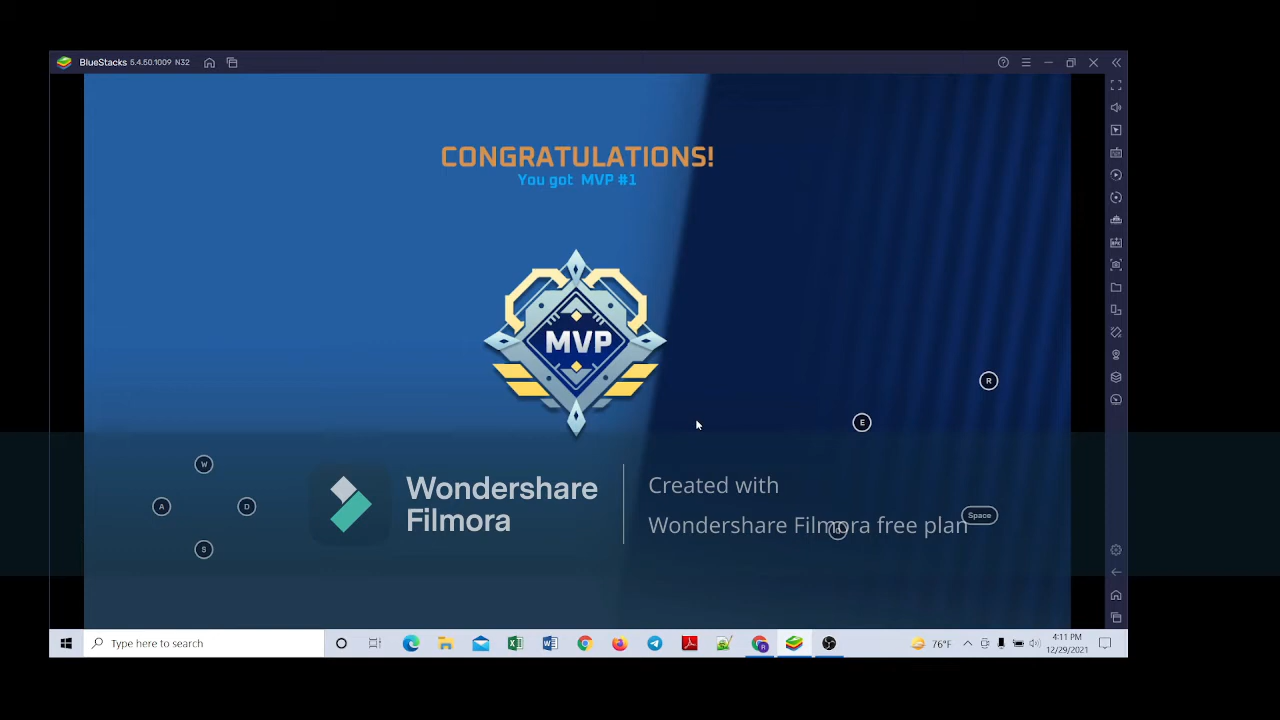 BlueStacks 5.4.50.1009 N32
CONGRATULATIONS!
You got MVP #1
MVP
R
E
W
A
D
S
Space
Wondershare
Filmora
Created with
Wondershare Filmora free plan
Type here to search
76°F
4:11 PM
12/29/2021